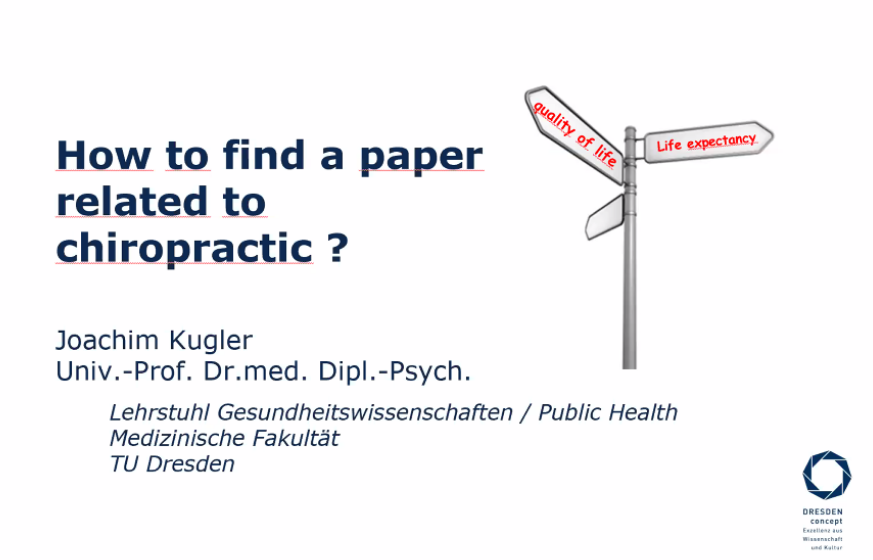 How to find a paper
related to
chiropractic ?
quality of life
Life expectancy
Joachim Kugler
Univ.-Prof. Dr.med. Dipl.-Psych.
Lehrstuhl Gesundheitswissenschaften / Public Health
Medizinische Fakultät
TU Dresden
DRESDEN
concept
Exzellenz aus
Wissenschaft
und Kultur